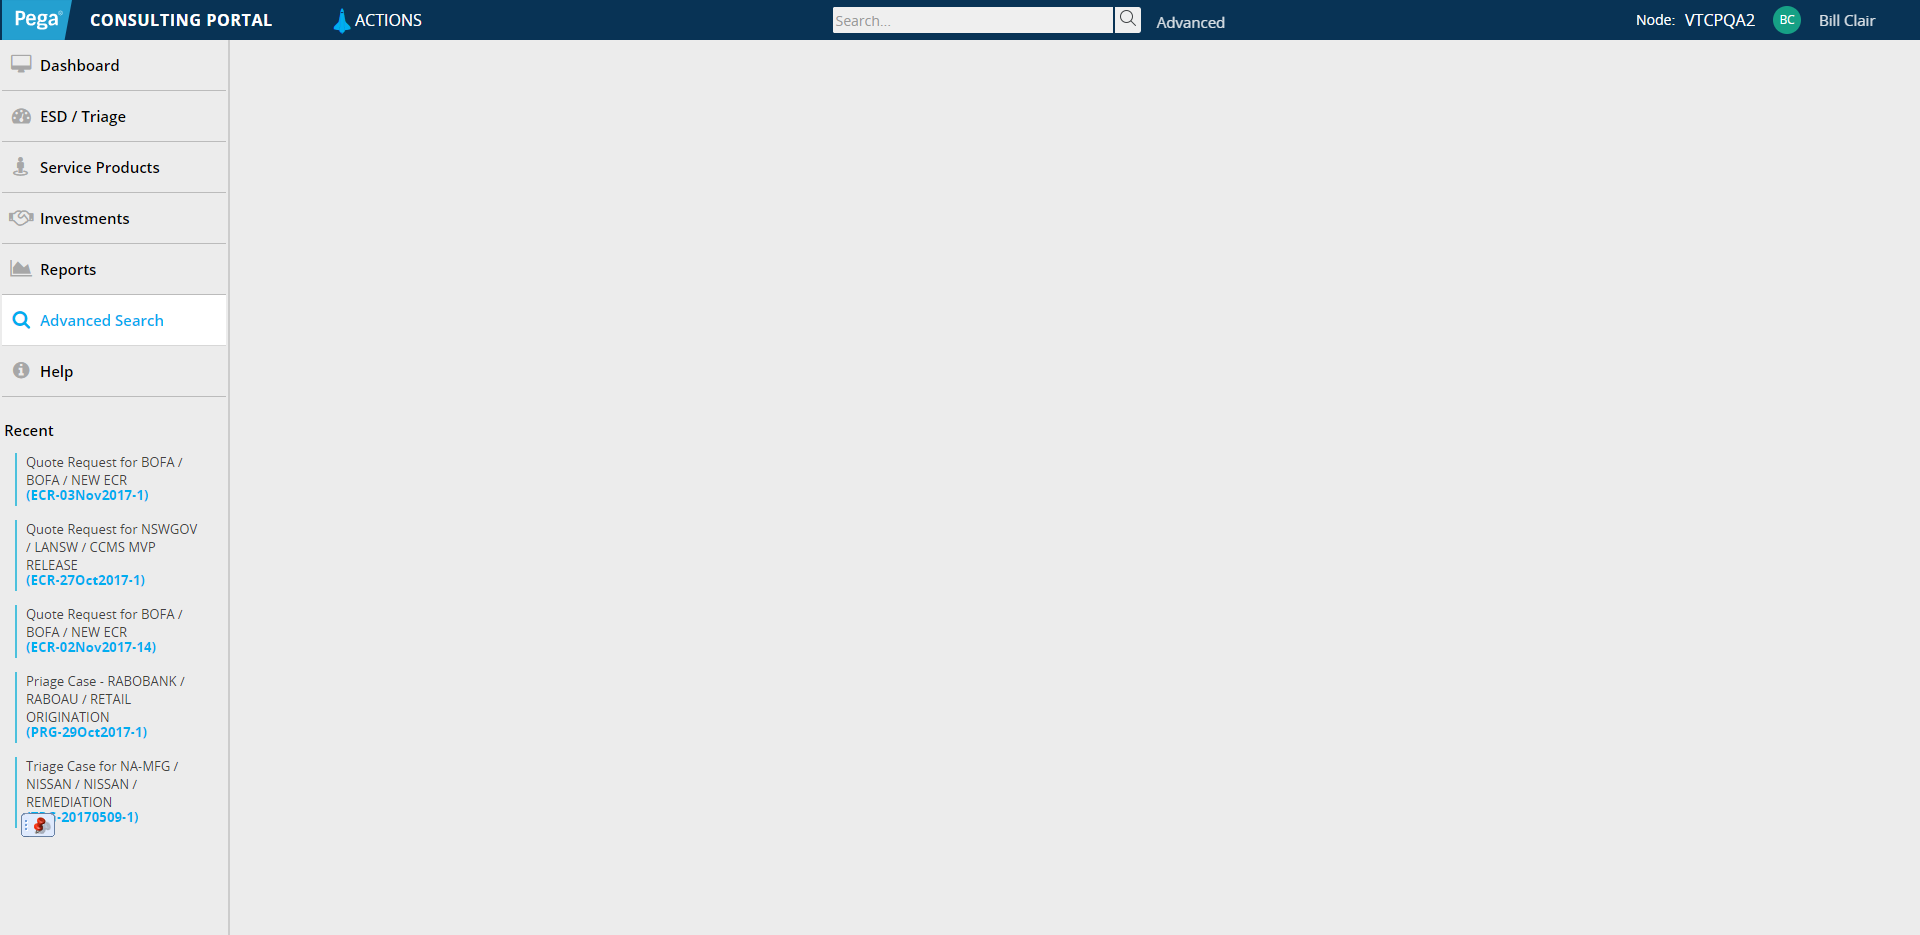 Pega® CONSULTING PORTAL ACTIONS Search... Advanced Node: VTCPQA2 BC Bill Clair
Dashboard
ESD / Triage
Service Products
Investments
Reports
Advanced Search
Help
Recent
Quote Request for BOFA /
BOFA / NEW ECR
(ECR-03Nov2017-1)
Quote Request for NSWGOV
/ LANSW / CCMS MVP
RELEASE
(ECR-27Oct2017-1)
Quote Request for BOFA /
BOFA / NEW ECR
(ECR-02Nov2017-14)
Priage Case - RABOBANK /
RABOAU / RETAIL
ORIGINATION
(PRG-29Oct2017-1)
Triage Case for NA-MFG /
NISSAN / NISSAN /
REMEDIATION
-20170509-1)